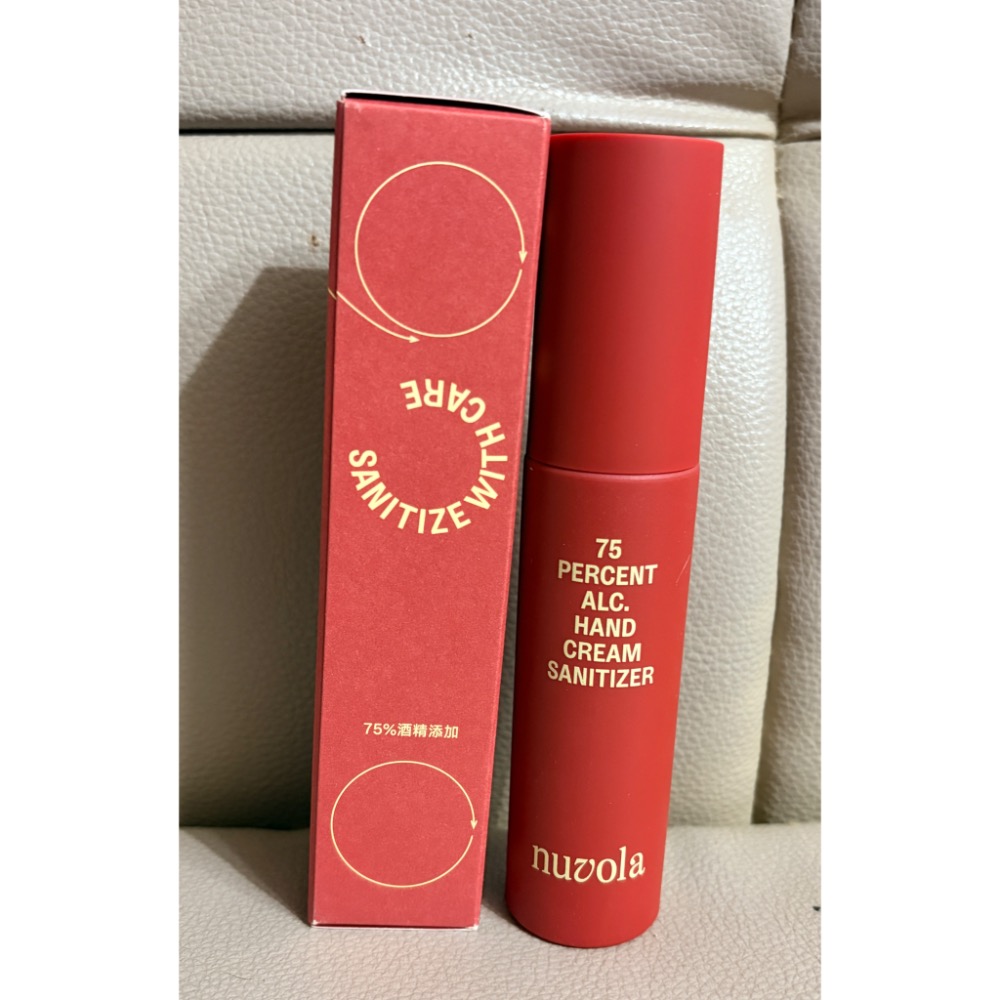 SANITIZE WITH CARE
75%酒精添加
75
PERCENT
ALC.
HAND
CREAM
SANITIZER
nuvola